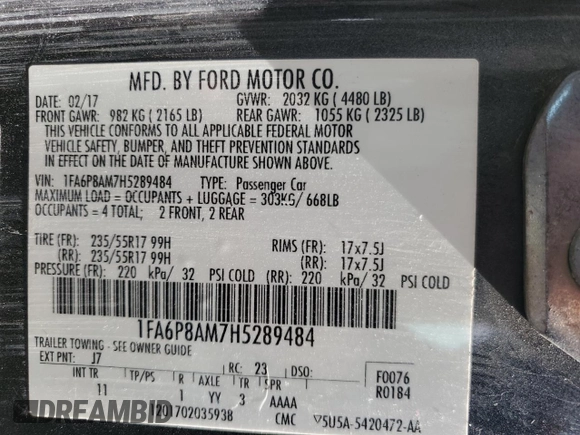 MFD. BY FORD MOTOR CO.
DATE: 02/17 GVWR: 2032 KG ( 4480 LB)
FRONT GAWR: 982 KG ( 2165 LB) REAR GAWR: 1055 KG ( 2325 LB)
THIS VEHICLE CONFORMS TO ALL APPLICABLE FEDERAL MOTOR
VEHICLE SAFETY, BUMPER, AND THEFT PREVENTION STANDARDS
IN EFFECT ON THE DATE OF MANUFACTURE SHOWN ABOVE.
VIN: 1FA6P8AM7H5289484 TYPE: Passenger Car
MAXIMUM LOAD = OCCUPANTS + LUGGAGE = 303KG/ 668LB
OCCUPANTS = 4 TOTAL; 2 FRONT, 2 REAR
TIRE (FR): 235/55R17 99H RIMS (FR): 17x7.5J
(RR): 235/55R17 99H (RR): 17x7.5J
PRESSURE (FR): 220 kPa/ 32 PSI COLD (RR): 220 kPa/ 32 PSI COLD
1FA6P8AM7H5289484
TRAILER TOWING - SEE OWNER GUIDE
EXT PNT: J7 RC: 23 DSO: F0076
INT TR TP/PS R AXLE TR SPR R0184
11 1 YY 3 AAAA
120170203593B CMC 5U5A-5420472-AA
DREAMBID